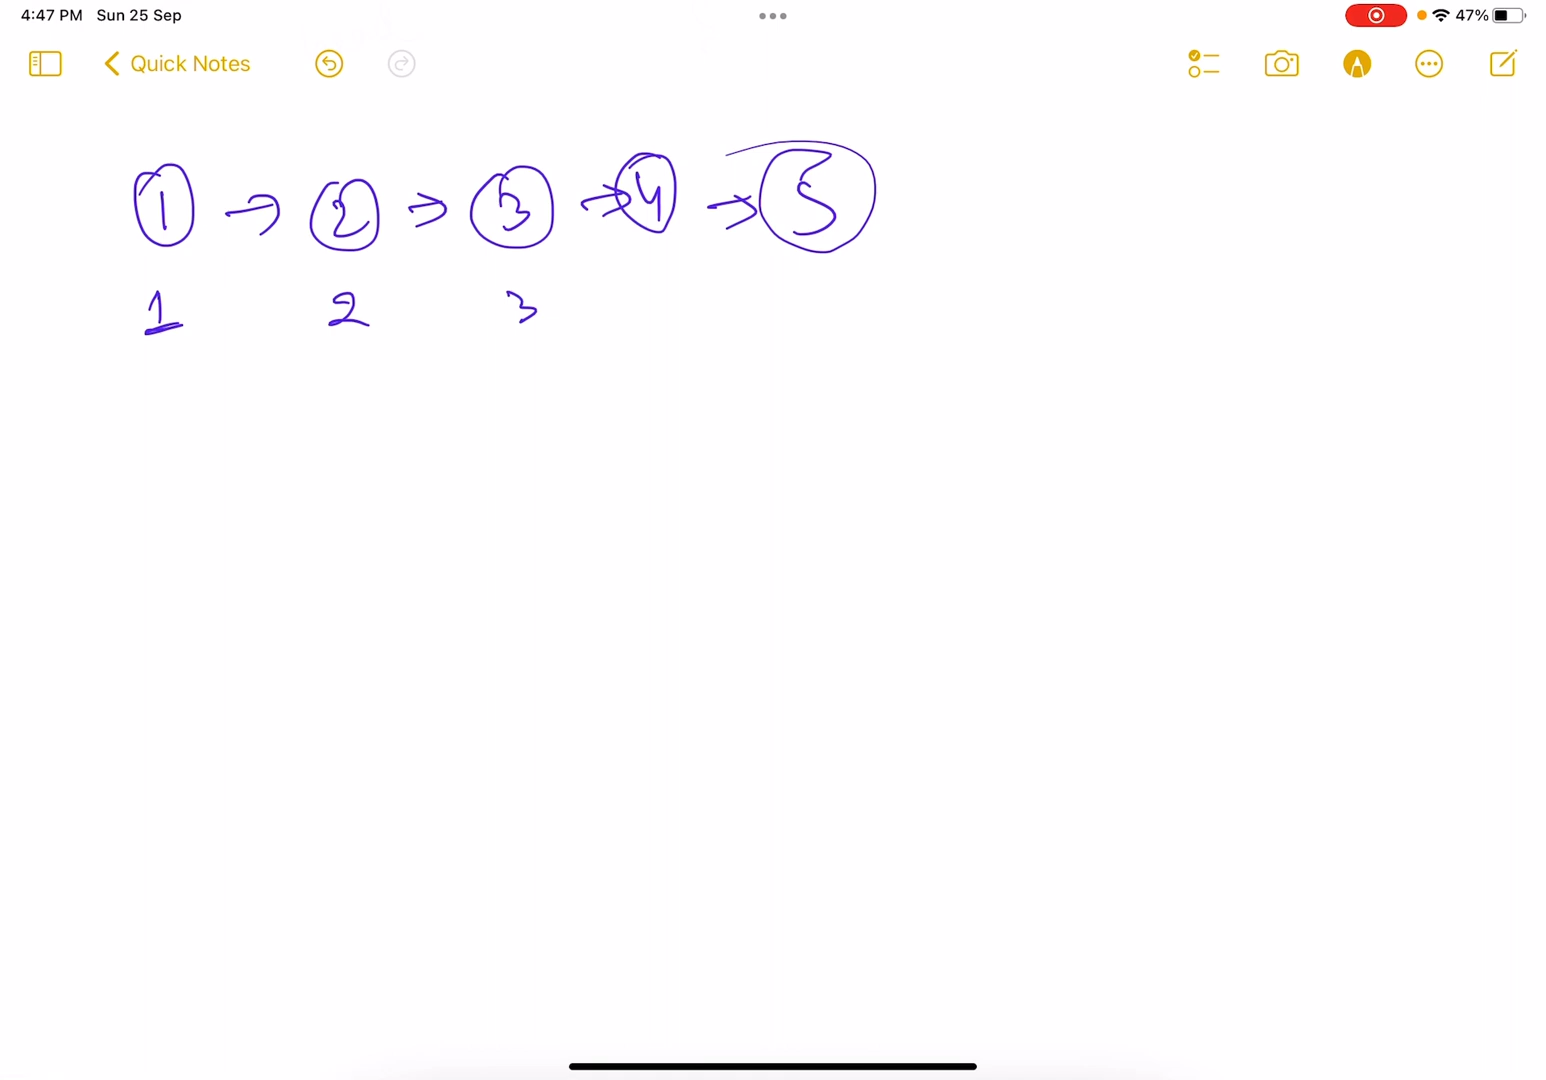 4:47 PM Sun 25 Sep 47%
Quick Notes
1 → 2 → 3 → 4 → 5
1 2 3